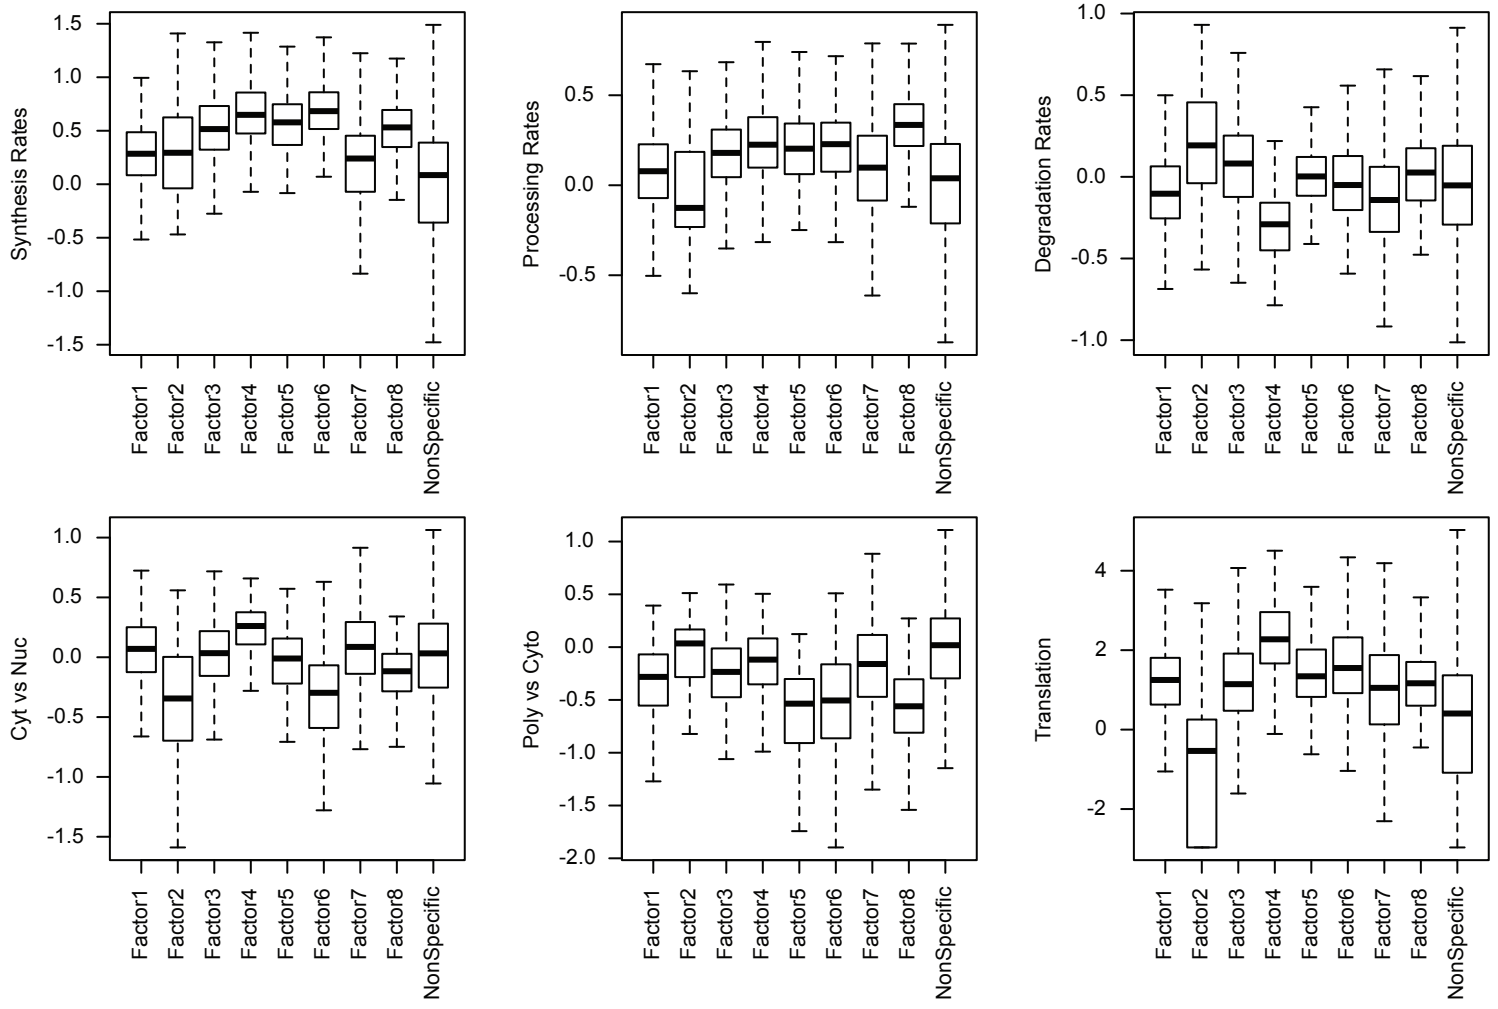 Synthesis Rates
1.5
1.0
0.5
0.0
-0.5
-1.0
-1.5
Factor1
Factor2
Factor3
Factor4
Factor5
Factor6
Factor7
Factor8
NonSpecific
Processing Rates
0.5
0.0
-0.5
Factor1
Factor2
Factor3
Factor4
Factor5
Factor6
Factor7
Factor8
NonSpecific
Degradation Rates
1.0
0.5
0.0
-0.5
-1.0
Factor1
Factor2
Factor3
Factor4
Factor5
Factor6
Factor7
Factor8
NonSpecific
Cyt vs Nuc
1.0
0.5
0.0
-0.5
-1.0
-1.5
Factor1
Factor2
Factor3
Factor4
Factor5
Factor6
Factor7
Factor8
NonSpecific
Poly vs Cyto
1.0
0.5
0.0
-0.5
-1.0
-1.5
-2.0
Factor1
Factor2
Factor3
Factor4
Factor5
Factor6
Factor7
Factor8
NonSpecific
Translation
4
2
0
-2
Factor1
Factor2
Factor3
Factor4
Factor5
Factor6
Factor7
Factor8
NonSpecific